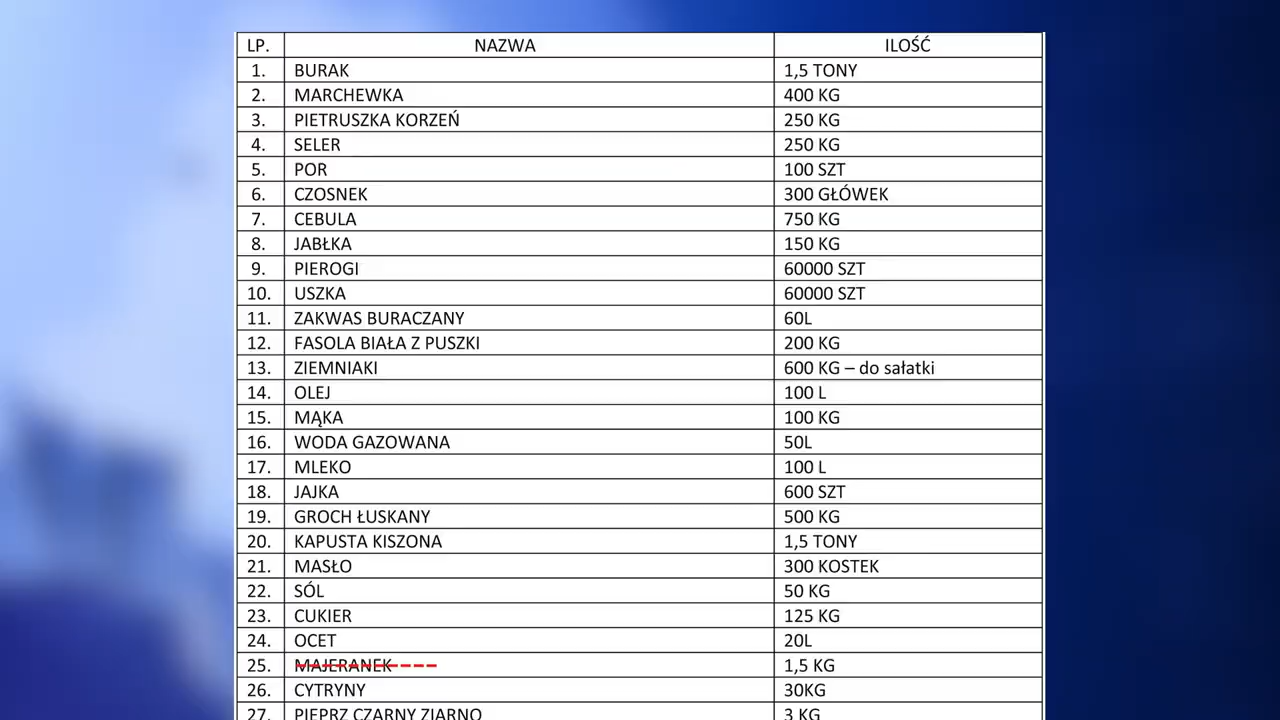 LP. NAZWA ILOŚĆ
1. BURAK 1,5 TONY
2. MARCHEWKA 400 KG
3. PIETRUSZKA KORZEŃ 250 KG
4. SELER 250 KG
5. POR 100 SZT
6. CZOSNEK 300 GŁÓWEK
7. CEBULA 750 KG
8. JABŁKA 150 KG
9. PIEROGI 60000 SZT
10. USZKA 60000 SZT
11. ZAKWAS BURACZANY 60L
12. FASOLA BIAŁA Z PUSZKI 200 KG
13. ZIEMNIAKI 600 KG – do sałatki
14. OLEJ 100 L
15. MĄKA 100 KG
16. WODA GAZOWANA 50L
17. MLEKO 100 L
18. JAJKA 600 SZT
19. GROCH ŁUSKANY 500 KG
20. KAPUSTA KISZONA 1,5 TONY
21. MASŁO 300 KOSTEK
22. SÓL 50 KG
23. CUKIER 125 KG
24. OCET 20L
25. MAJERANEK 1,5 KG
26. CYTRYNY 30KG
27. PIEPRZ CZARNY ZIARNO 3 KG